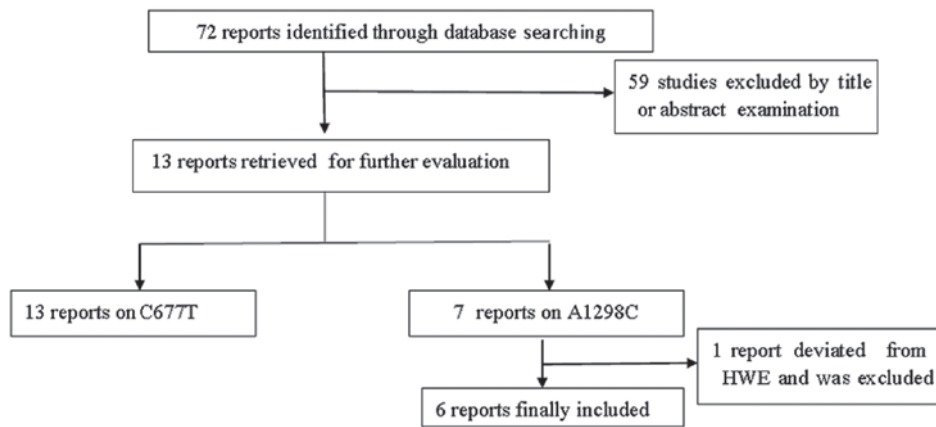 72 reports identified through database searching
59 studies excluded by title
or abstract examination
13 reports retrieved for further evaluation
13 reports on C677T
7 reports on A1298C
1 report deviated from
HWE and was excluded
6 reports finally included